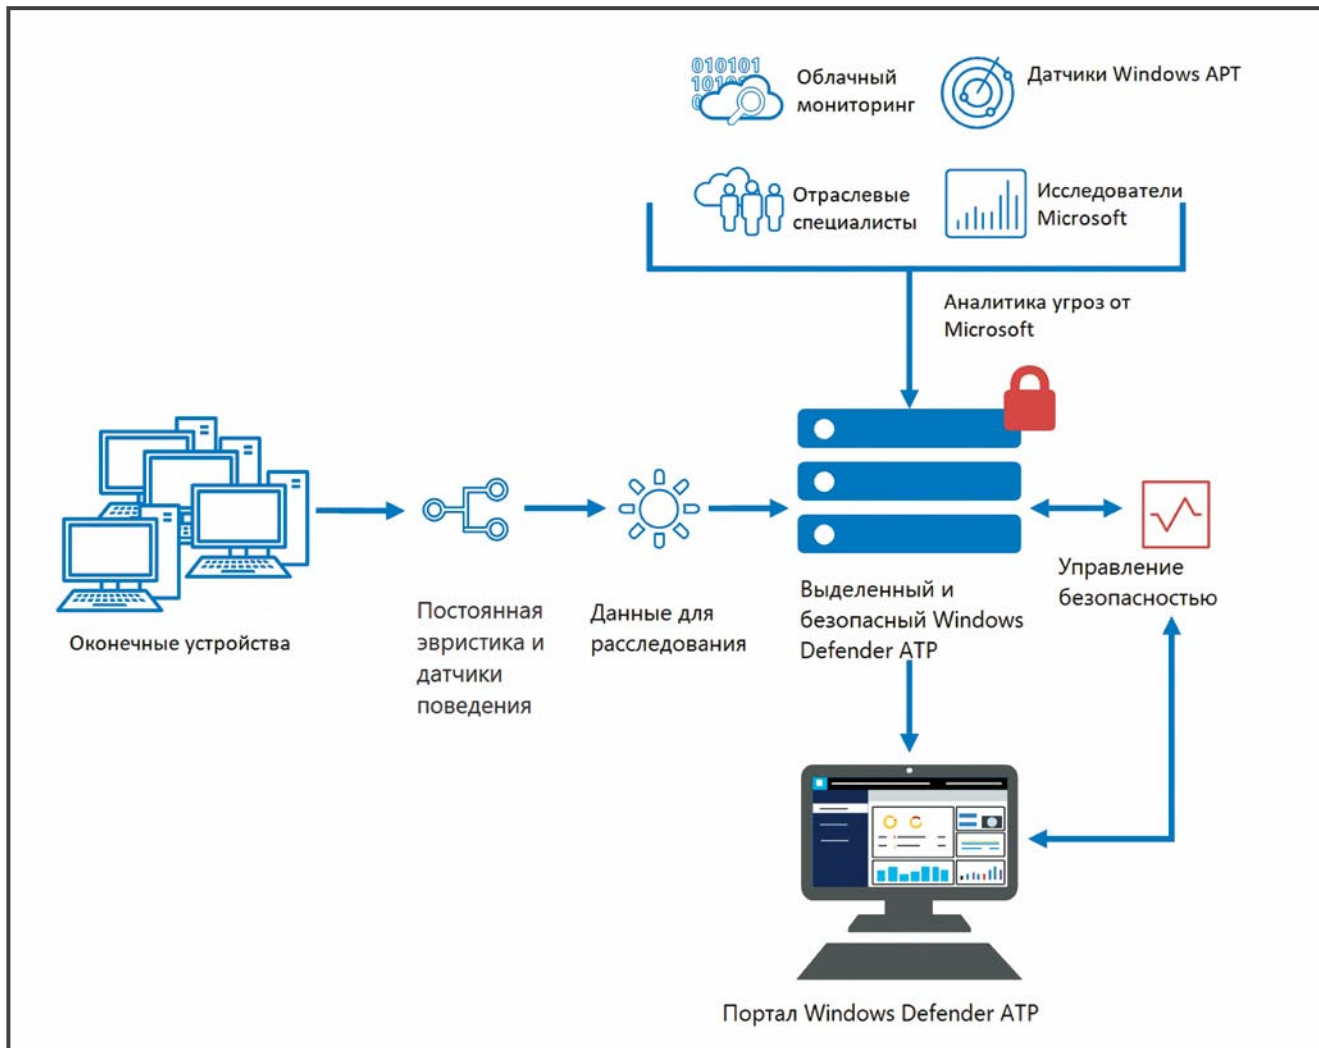 010101
Облачный
мониторинг
Датчики Windows АРТ
Отраслевые
специалисты
Исследователи
Microsoft
Аналитика угроз от
Microsoft
Оконечные устройства
Постоянная
эвристика и
датчики
поведения
Данные для
расследования
Выделенный и
безопасный Windows
Defender ATP
Управление
безопасностью
Портал Windows Defender ATP